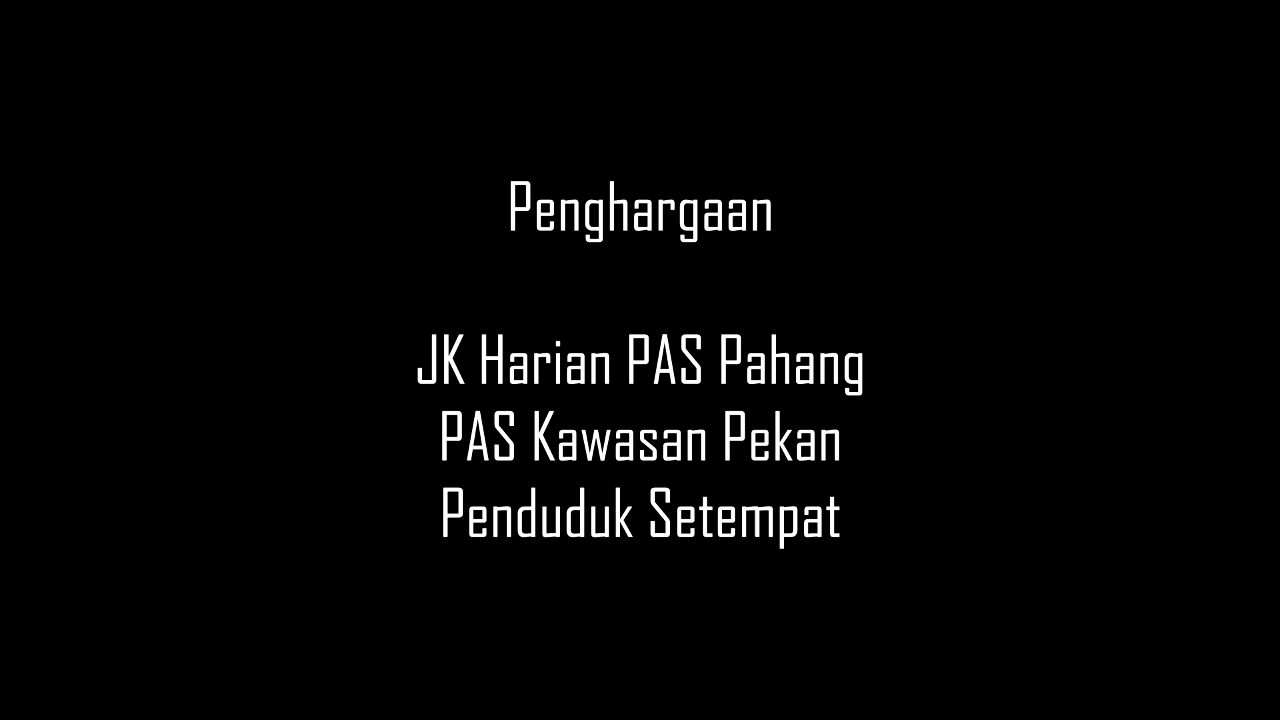 Penghargaan
JK Harian PAS Pahang
PAS Kawasan Pekan
Penduduk Setempat